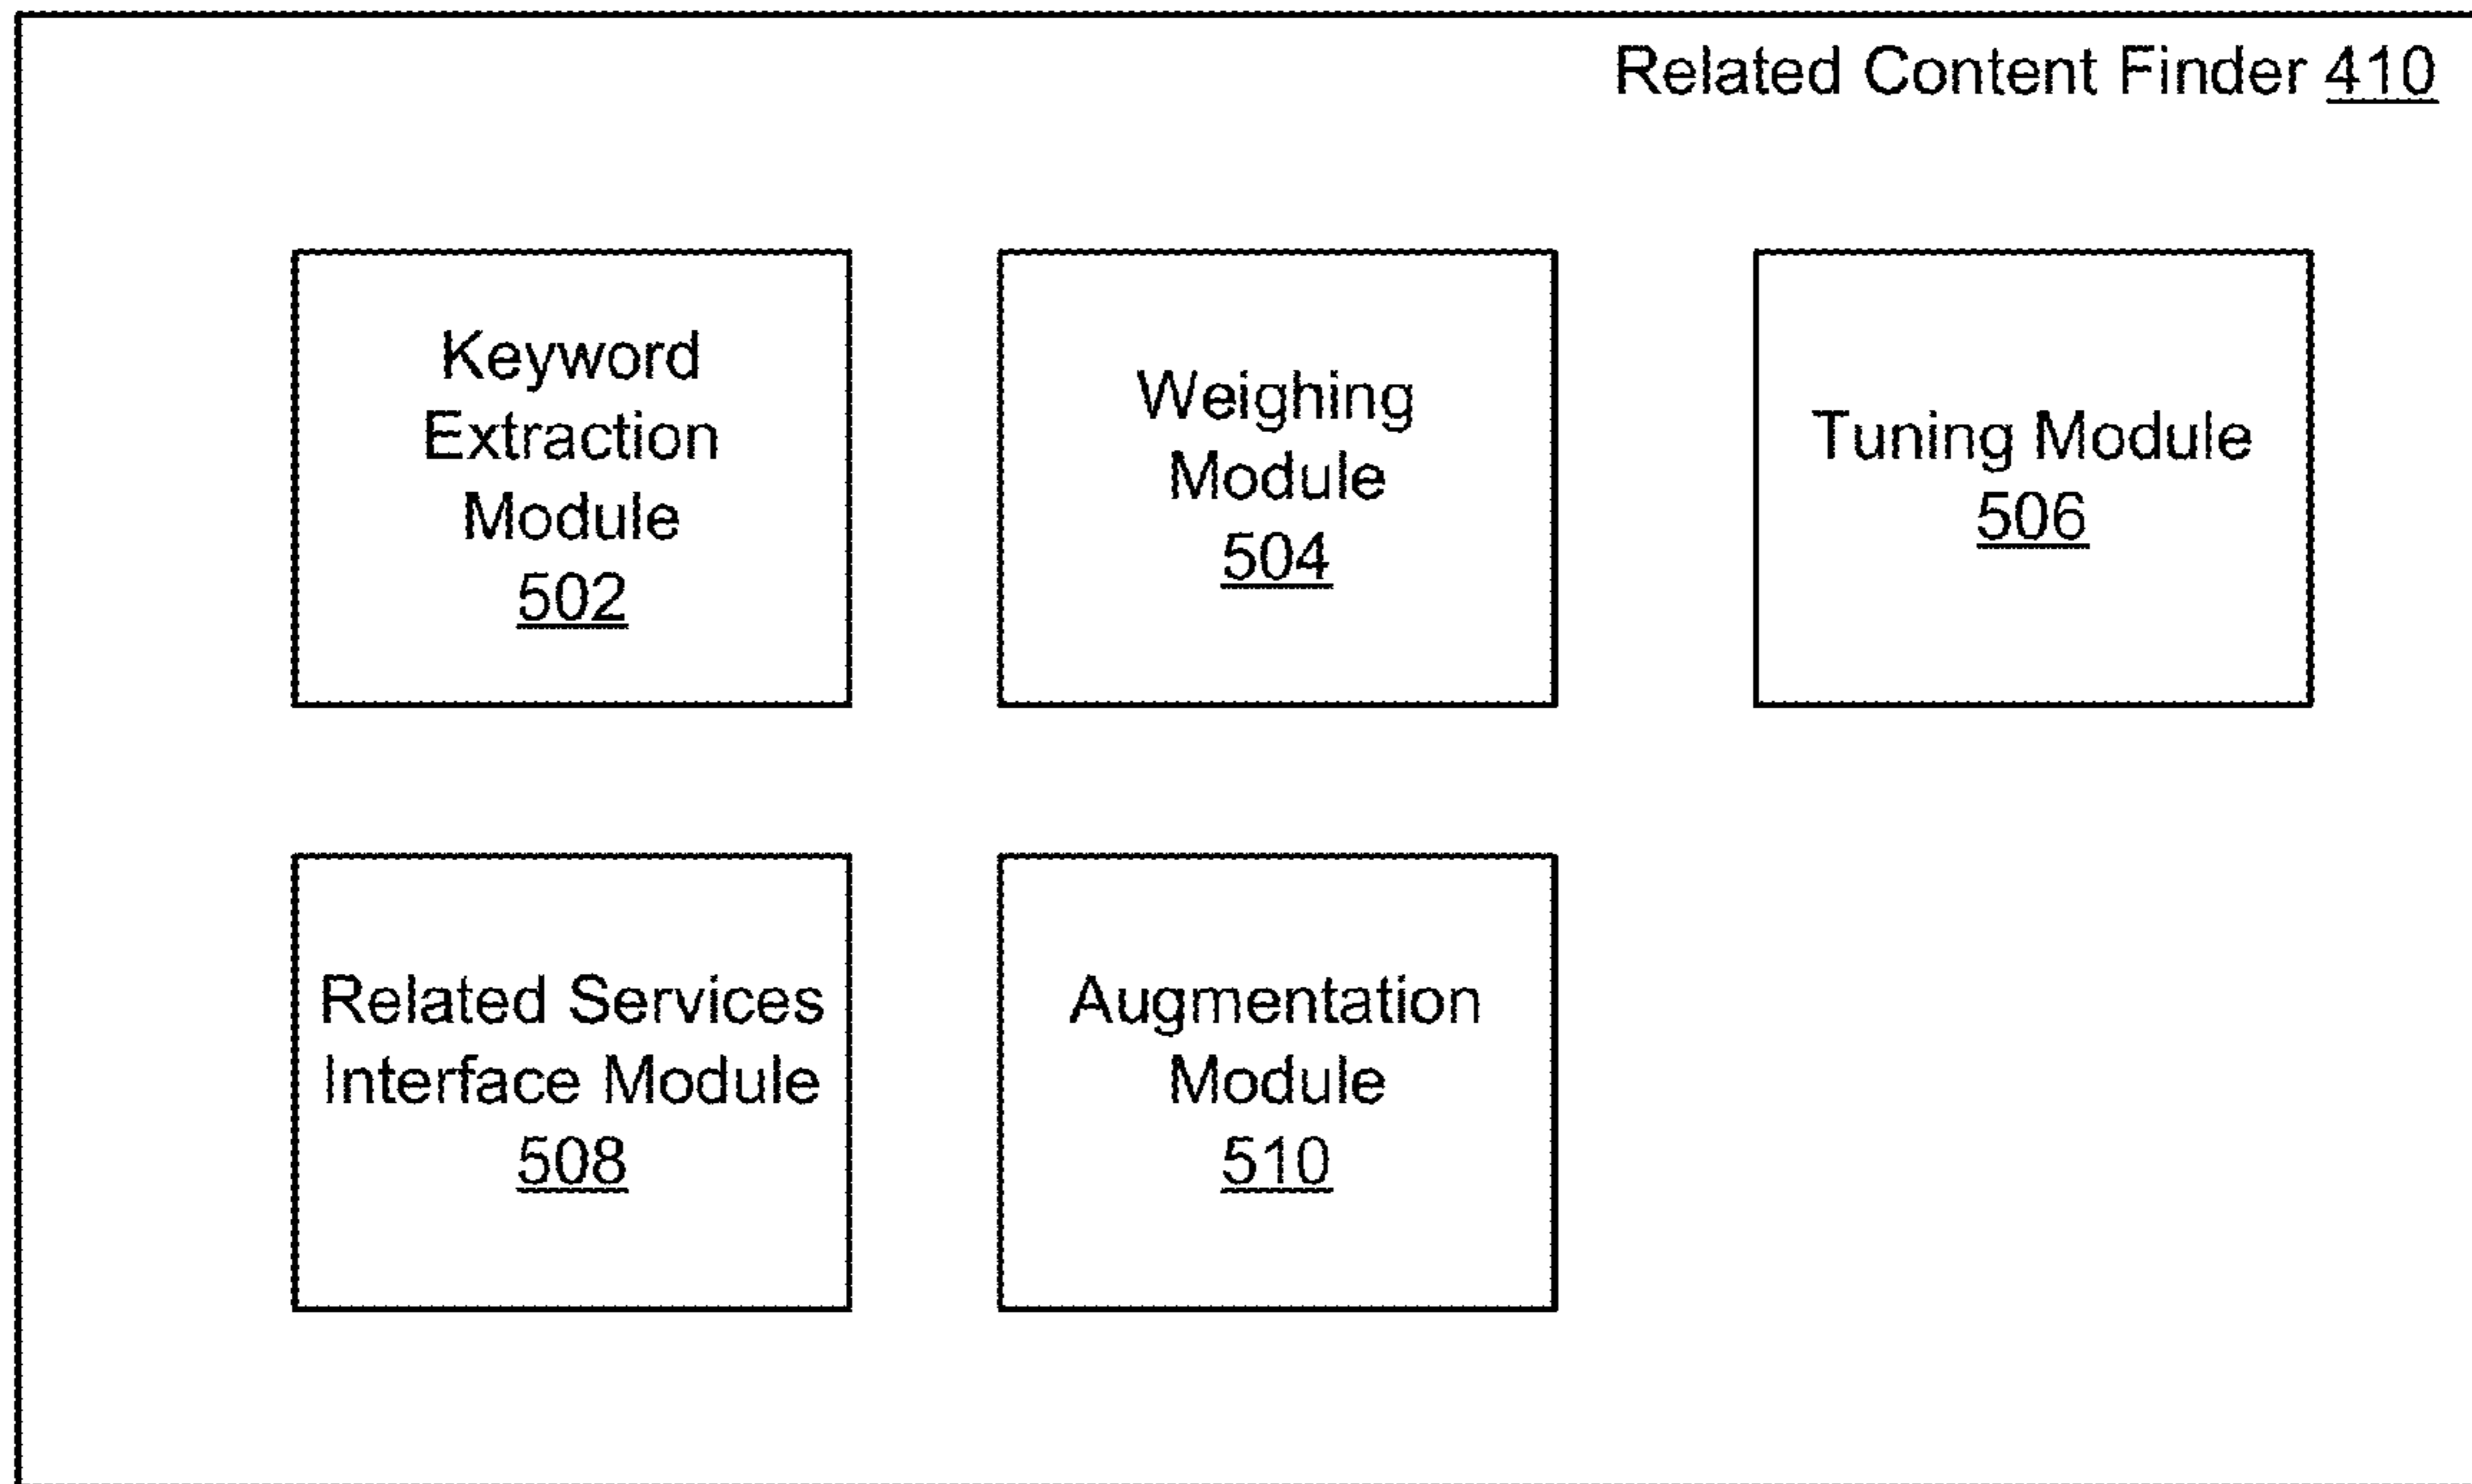 Related Content Finder 410
Keyword
Extraction
Module
502
Weighing
Module
504
Tuning Module
506
Related Services
Interface Module
508
Augmentation
Module
510